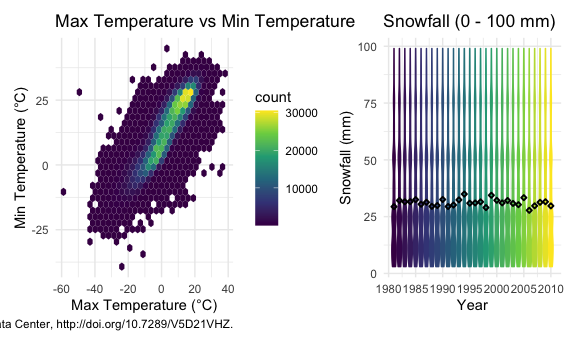 Max Temperature vs Min Temperature
Min Temperature (°C)
25
0
-25
-60 -40 -20 0 20 40
Max Temperature (°C)
count
30000
20000
10000
Snowfall (0 - 100 mm)
Snowfall (mm)
100
75
50
25
0
1980 1985 1990 1995 2000 2005 2010
Year
ata Center, http://doi.org/10.7289/V5D21VHZ.